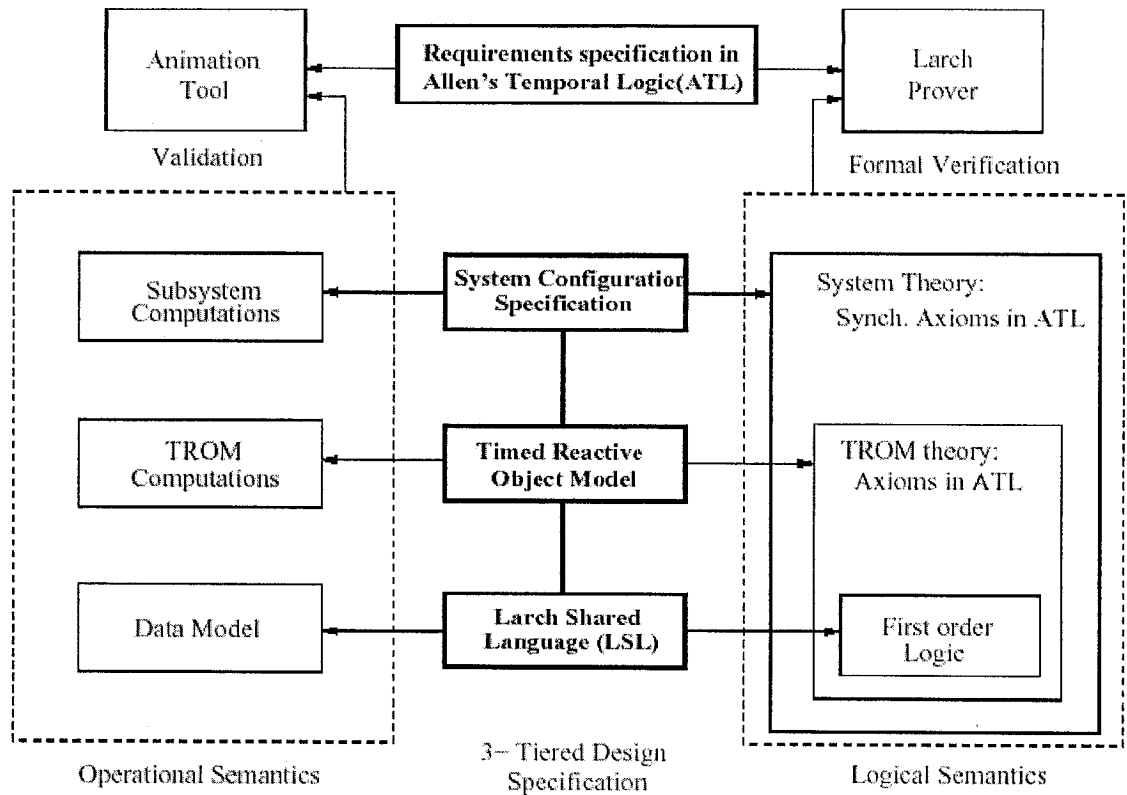 Animation
Tool
Requirements specification in
Allen's Temporal Logic(ATL)
Larch
Prover
Validation
Formal Verification
Subsystem
Computations
System Configuration
Specification
System Theory:
Synch. Axioms in ATL
TROM
Computations
Timed Reactive
Object Model
TROM theory:
Axioms in ATL
Data Model
Larch Shared
Language (LSL)
First order
Logic
Operational Semantics
3- Tiered Design
Specification
Logical Semantics